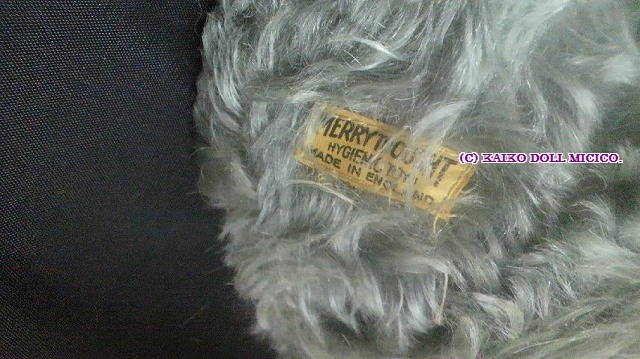 MERRYTHOUGHT
HYGIENIC TOYS
MADE IN ENGLAND
(C) KAIKO DOLL MICICO.